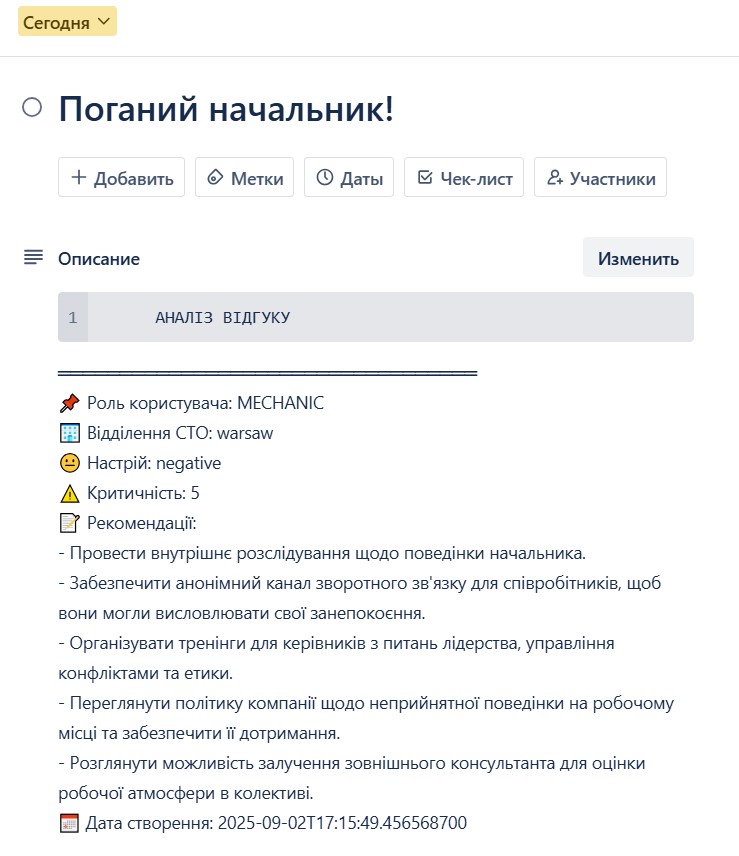 Сегодня
Поганий начальник!
Добавить Метки Даты Чек-лист Участники
Описание Изменить
1 АНАЛІЗ ВІДГУКУ
══════════════════════════════════════
📌 Роль користувача: MECHANIC
🏢 Відділення СТО: warsaw
😐 Настрій: negative
⚠️ Критичність: 5
📝 Рекомендації:
- Провести внутрішнє розслідування щодо поведінки начальника.
- Забезпечити анонімний канал зворотного зв'язку для співробітників, щоб
вони могли висловлювати свої занепокоєння.
- Організувати тренінги для керівників з питань лідерства, управління
конфліктами та етики.
- Переглянути політику компанії щодо неприйнятної поведінки на робочому
місці та забезпечити її дотримання.
- Розглянути можливість залучення зовнішнього консультанта для оцінки
робочої атмосфери в колективі.
📅 Дата створення: 2025-09-02T17:15:49.456568700